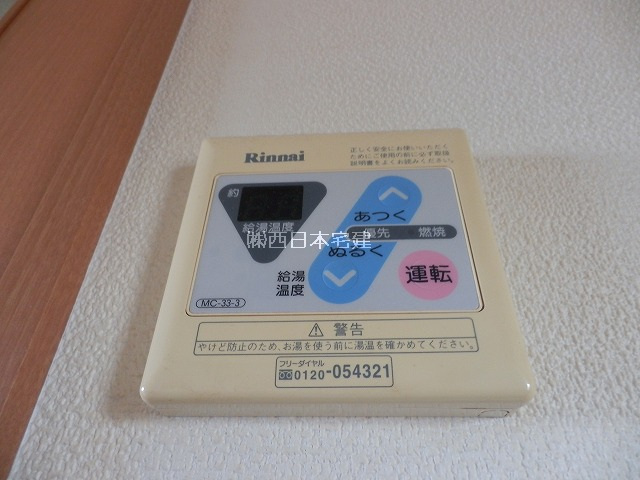 Rinnai
正しく安全にお使いいただく
ためにご使用の前に必ず取扱
説明書をよくお読みください。
約
給湯温度
あつく
優先 燃焼
㈱西日本宅建
ぬるく
給湯
温度
運転
MC-33-3
警告
やけど防止のため、お湯を使う前に湯温を確かめてください。
フリーダイヤル
0120-054321